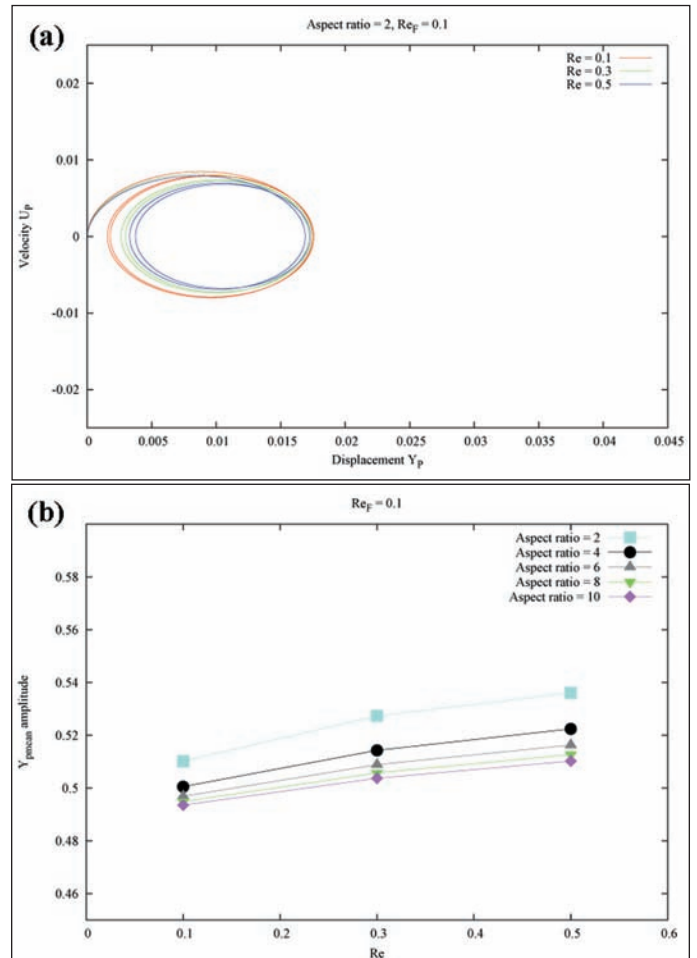 (a)
Aspect ratio = 2, Re_F = 0.1
Re = 0.1
Re = 0.3
Re = 0.5
0.02
0.01
0
-0.01
-0.02
Velocity U_P
0 0.005 0.01 0.015 0.02 0.025 0.03 0.035 0.04 0.045
Displacement Y_P
(b)
Re_F = 0.1
Aspect ratio = 2
Aspect ratio = 4
Aspect ratio = 6
Aspect ratio = 8
Aspect ratio = 10
0.58
0.56
0.54
0.52
0.5
0.48
0.46
Y_pmean amplitude
0 0.1 0.2 0.3 0.4 0.5 0.6
Re